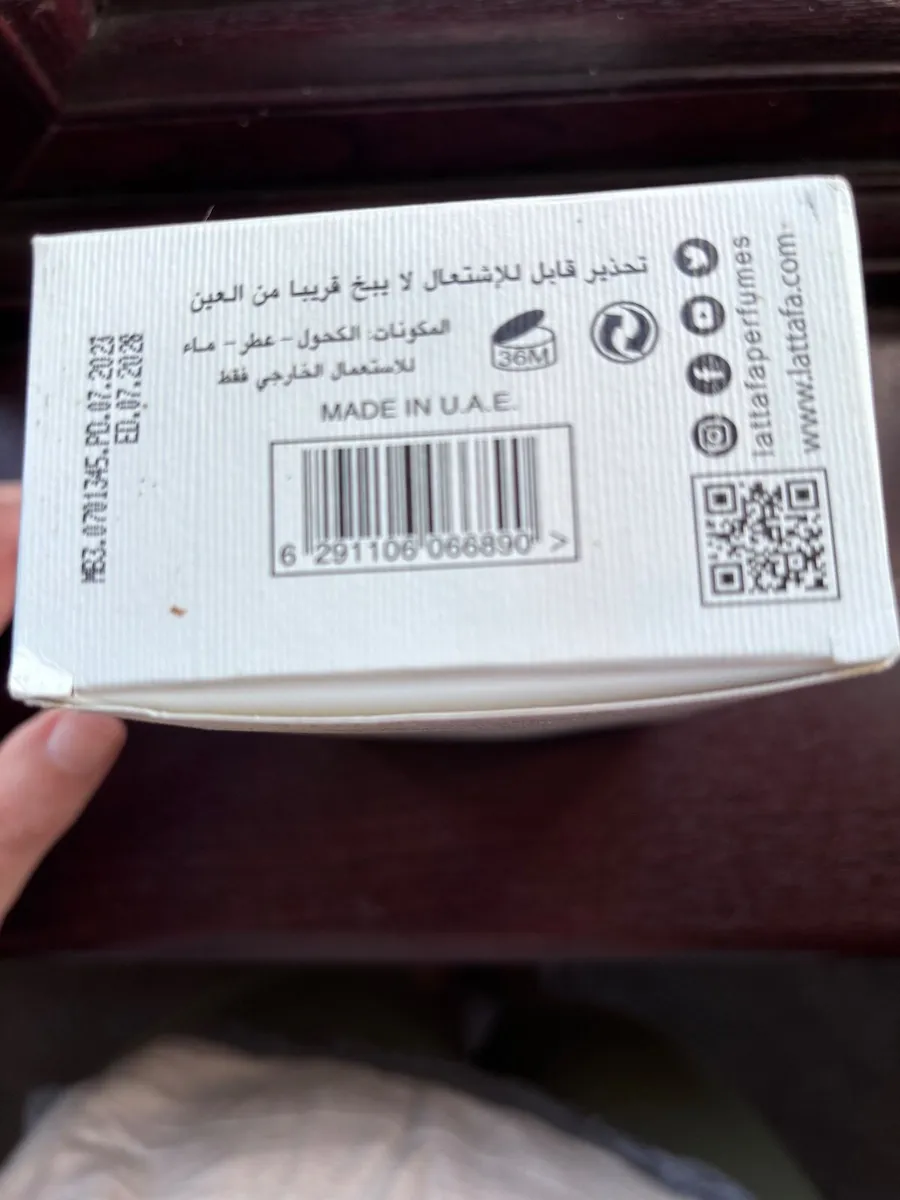 تحذير قابل للإشتعال لا يبخ قريبا من العين
المكونات: الكحول - عطر - ماء
للاستعمال الخارجي فقط
36M
MADE IN U.A.E.
6 291106 066890 >
MB3.0701345.PD.07.2023
ED.07.2028
lattafaperfumes
www.lattafa.com